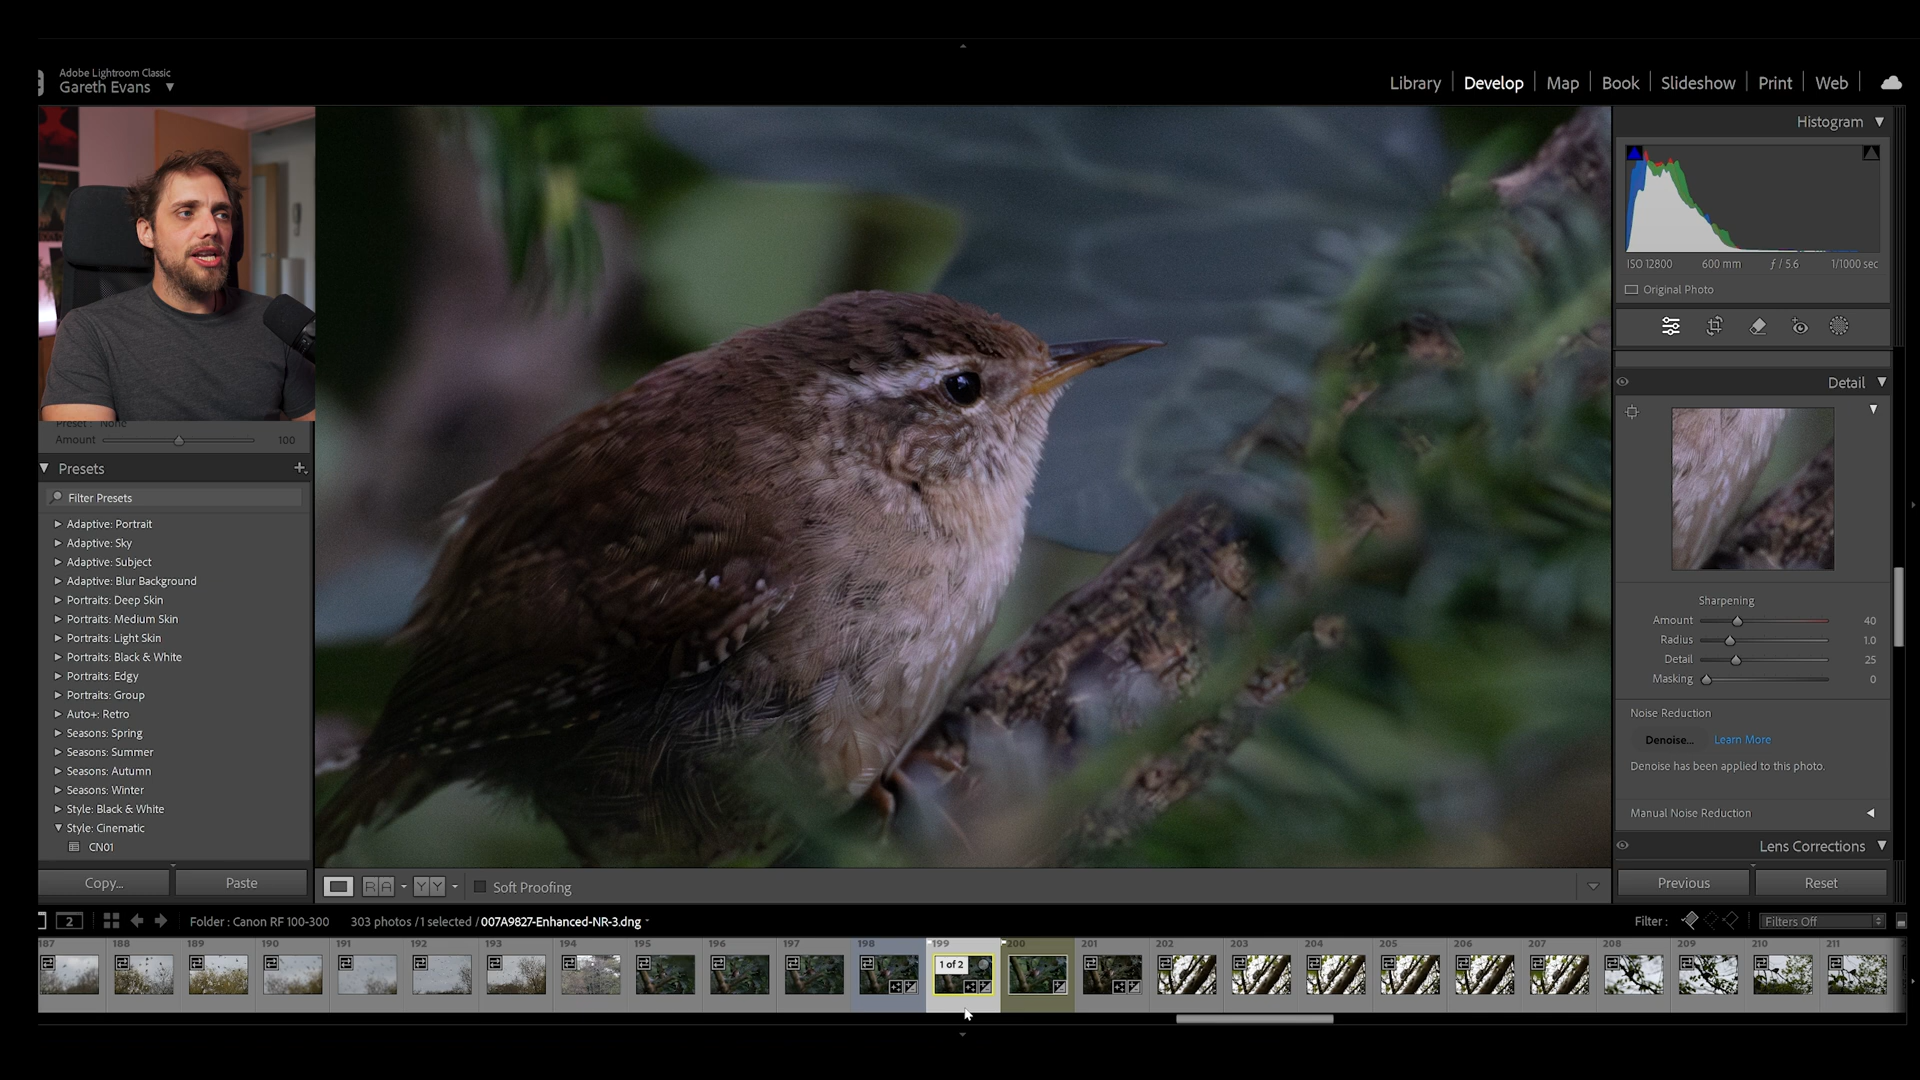 Adobe Lightroom Classic
Gareth Evans
Library | Develop | Map | Book | Slideshow | Print | Web
Histogram
ISO 12800 600 mm ƒ / 5.6 1/1000 sec
Original Photo
Detail
Preset : None
Amount 100
Presets
Filter Presets
Adaptive: Portrait
Adaptive: Sky
Adaptive: Subject
Adaptive: Blur Background
Portraits: Deep Skin
Portraits: Medium Skin
Portraits: Light Skin
Portraits: Black & White
Portraits: Edgy
Portraits: Group
Auto+: Retro
Seasons: Spring
Seasons: Summer
Seasons: Autumn
Seasons: Winter
Style: Black & White
Style: Cinematic
CN01
Copy... Paste
Sharpening
Amount 40
Radius 1.0
Detail 25
Masking 0
Noise Reduction
Denoise... Learn More
Denoise has been applied to this photo.
Manual Noise Reduction
Lens Corrections
Previous Reset
R A Y Y Soft Proofing
2 Folder : Canon RF 100-300 303 photos / 1 selected / 007A9827-Enhanced-NR-3.dng Filter : Filters Off
187 188 189 190 191 192 193 194 195 196 197 198 199 200 201 202 203 204 205 206 207 208 209 210 211
1 of 2